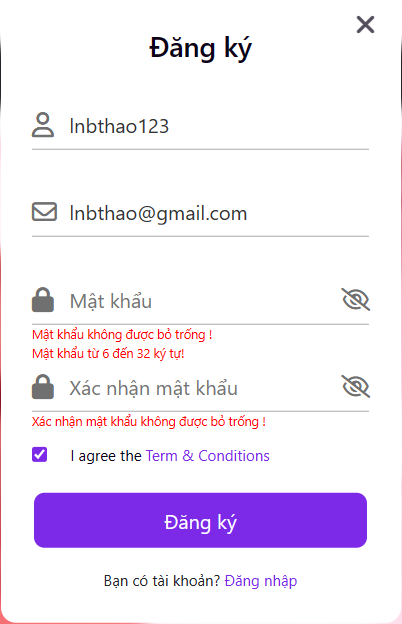 Đăng ký
lnbthao123
lnbthao@gmail.com
Mật khẩu
Mật khẩu không được bỏ trống !
Mật khẩu từ 6 đến 32 ký tự!
Xác nhận mật khẩu
Xác nhận mật khẩu không được bỏ trống !
I agree the Term & Conditions
Đăng ký
Bạn có tài khoản? Đăng nhập